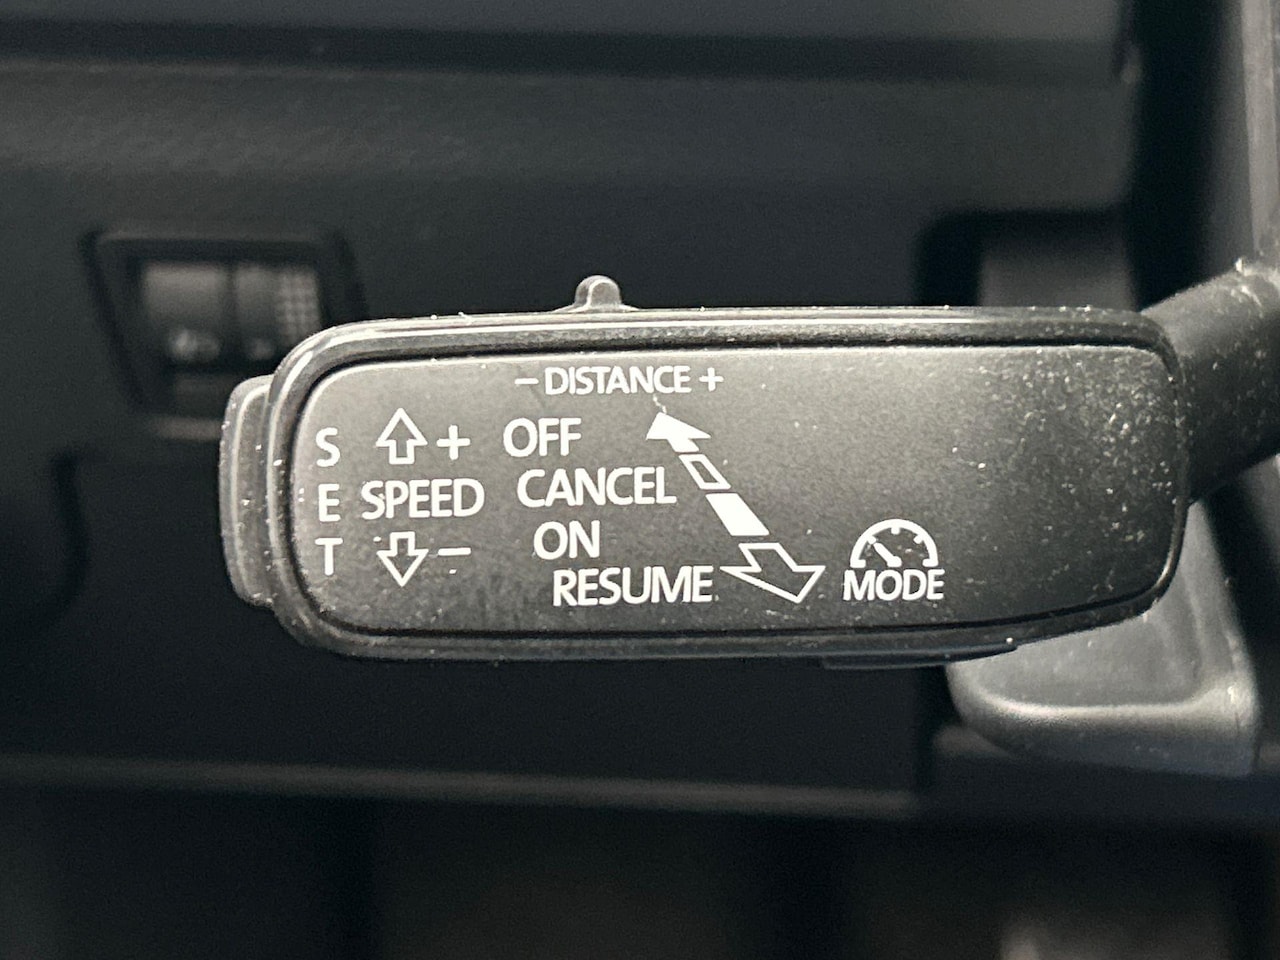 - DISTANCE +
S + OFF
E SPEED CANCEL
T - ON
RESUME MODE